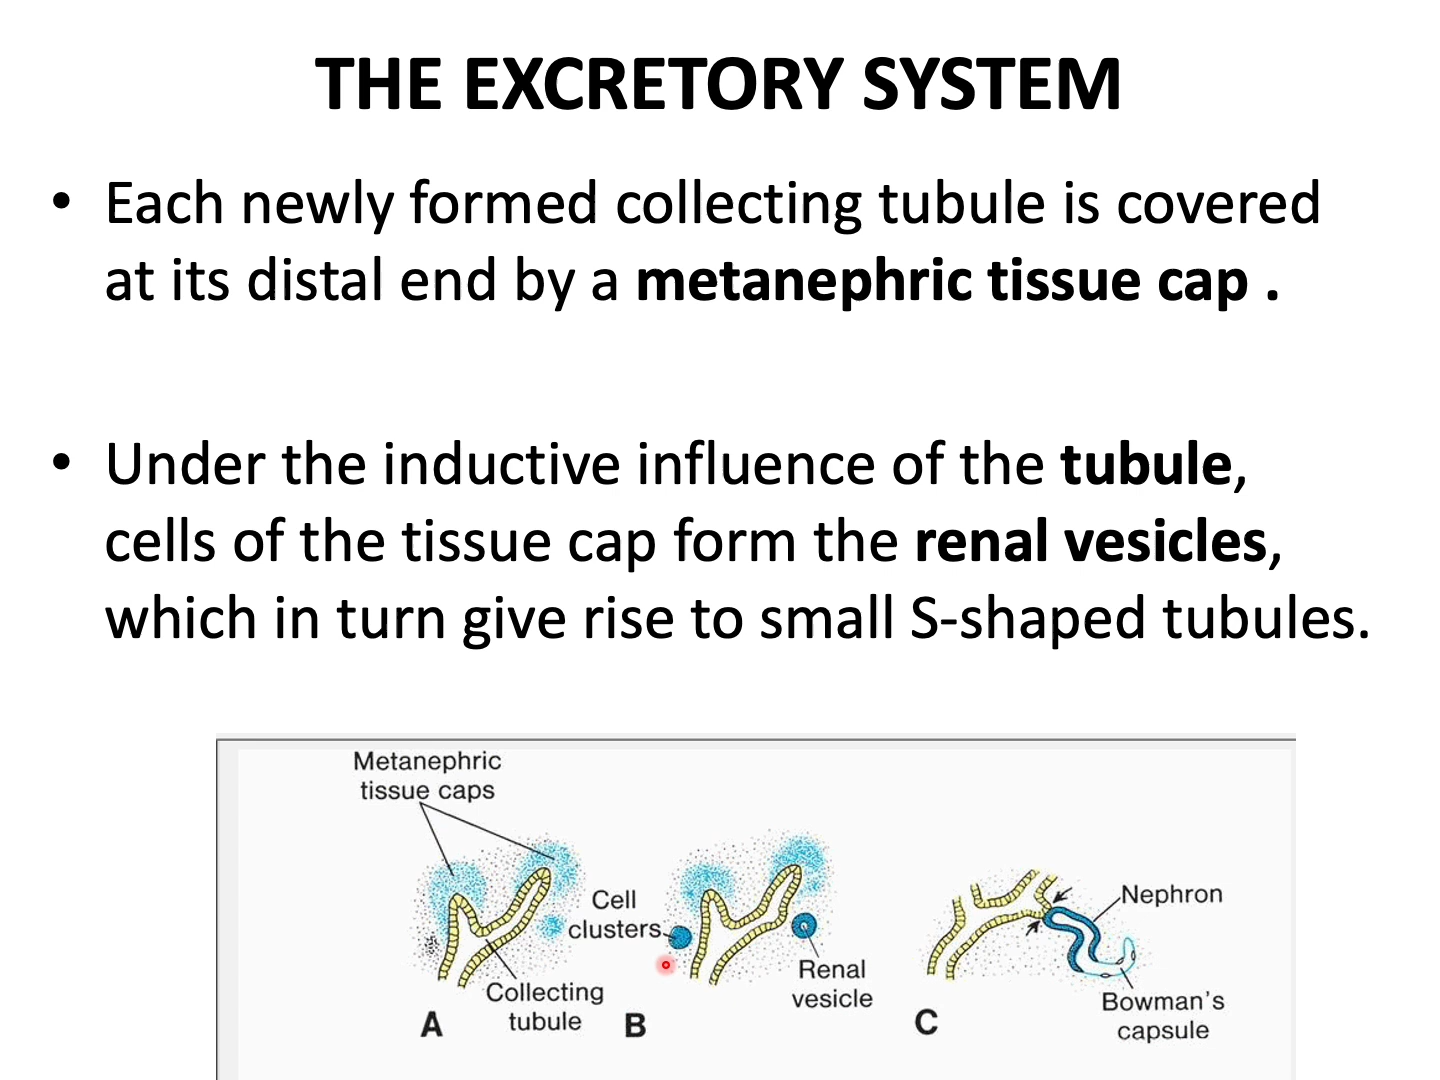 THE EXCRETORY SYSTEM
• Each newly formed collecting tubule is covered
at its distal end by a metanephric tissue cap .
• Under the inductive influence of the tubule,
cells of the tissue cap form the renal vesicles,
which in turn give rise to small S-shaped tubules.
Metanephric
tissue caps
Cell
clusters
Collecting
tubule
A
B
Renal
vesicle
C
Nephron
Bowman's
capsule